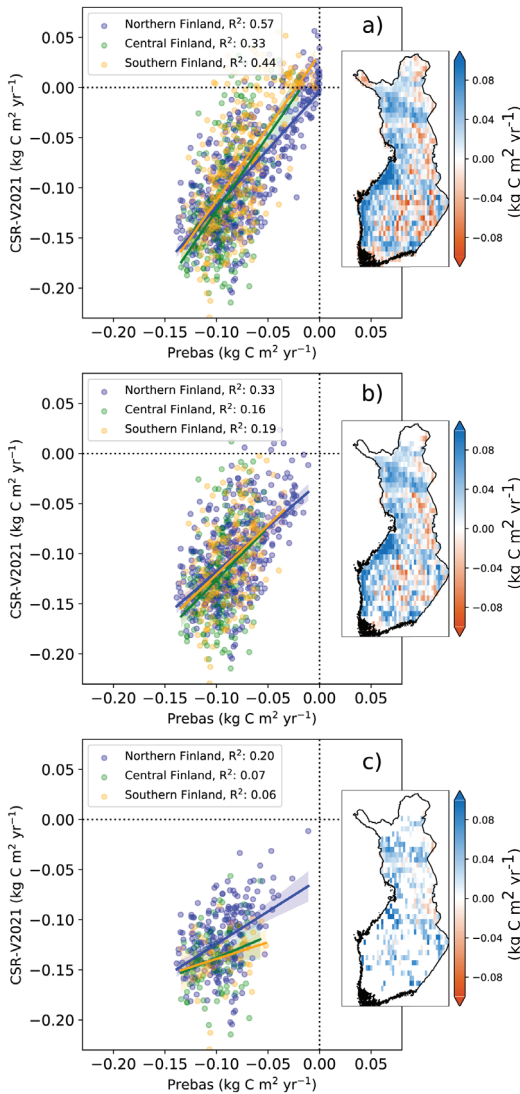 Northern Finland, R²: 0.57
Central Finland, R²: 0.33
Southern Finland, R²: 0.44
a)
0.05
0.00
−0.05
−0.10
−0.15
−0.20
CSR-V2021 (kg C m² yr⁻¹)
−0.20 −0.15 −0.10 −0.05 0.00 0.05
Prebas (kg C m² yr⁻¹)
0.08
0.04
0.00
−0.04
−0.08
(kg C m² yr⁻¹)
Northern Finland, R²: 0.33
Central Finland, R²: 0.16
Southern Finland, R²: 0.19
b)
0.05
0.00
−0.05
−0.10
−0.15
−0.20
CSR-V2021 (kg C m² yr⁻¹)
−0.20 −0.15 −0.10 −0.05 0.00 0.05
Prebas (kg C m² yr⁻¹)
0.08
0.04
0.00
−0.04
−0.08
(kg C m² yr⁻¹)
Northern Finland, R²: 0.20
Central Finland, R²: 0.07
Southern Finland, R²: 0.06
c)
0.05
0.00
−0.05
−0.10
−0.15
−0.20
CSR-V2021 (kg C m² yr⁻¹)
−0.20 −0.15 −0.10 −0.05 0.00 0.05
Prebas (kg C m² yr⁻¹)
0.08
0.04
0.00
−0.04
−0.08
(kg C m² yr⁻¹)